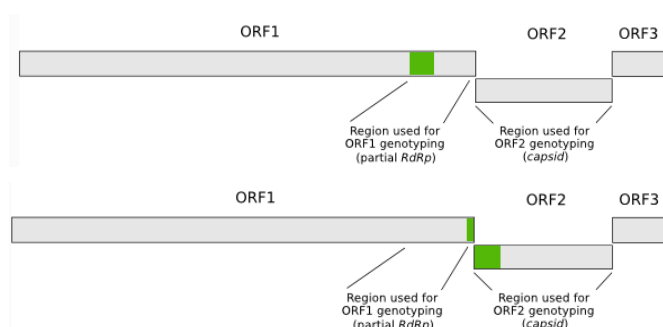 ORF1
ORF2
ORF3
Region used for
ORF1 genotyping
(partial RdRp)
Region used for
ORF2 genotyping
(capsid)
ORF1
ORF2
ORF3
Region used for
ORF1 genotyping
(partial RdRp)
Region used for
ORF2 genotyping
(capsid)